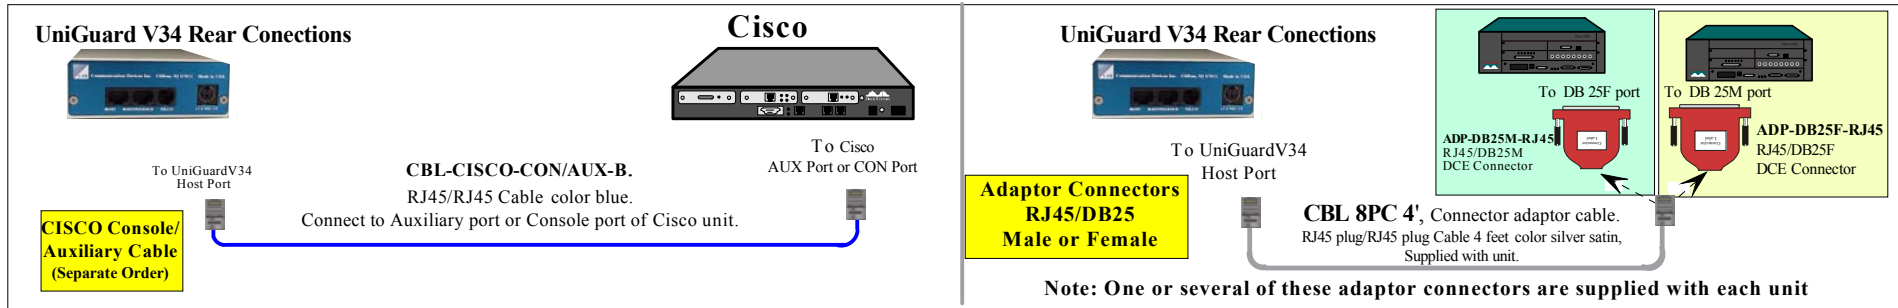 UniGuard V34 Rear Conections
Cisco
To UniGuardV34
Host Port
CBL-CISCO-CON/AUX-B.
RJ45/RJ45 Cable color blue.
Connect to Auxiliary port or Console port of Cisco unit.
To Cisco
AUX Port or CON Port
CISCO Console/
Auxiliary Cable
(Separate Order)
UniGuard V34 Rear Conections
To UniGuardV34
Host Port
Adaptor Connectors
RJ45/DB25
Male or Female
CBL 8PC 4', Connector adaptor cable.
RJ45 plug/RJ45 plug Cable 4 feet color silver satin,
Supplied with unit.
To DB 25F port
ADP-DB25M-RJ45
RJ45/DB25M
DCE Connector
Connector
Label
To DB 25M port
Connector
Label
ADP-DB25F-RJ45
RJ45/DB25F
DCE Connector
Note: One or several of these adaptor connectors are supplied with each unit